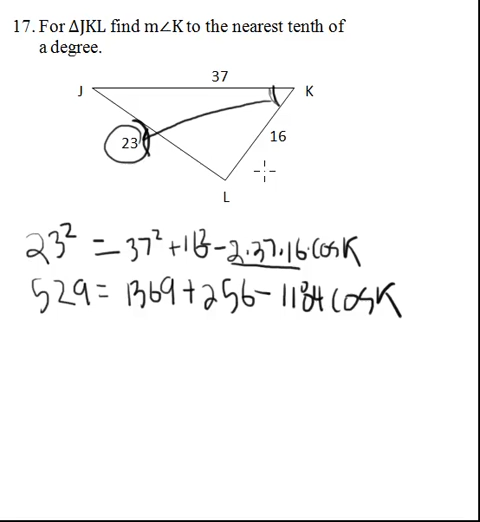 17. For ΔJKL find m∠K to the nearest tenth of
a degree.
37
J
K
23
16
L
23² = 37² + 16² - 2·37·16·cos K
529 = 1369 + 256 - 1184 cos K